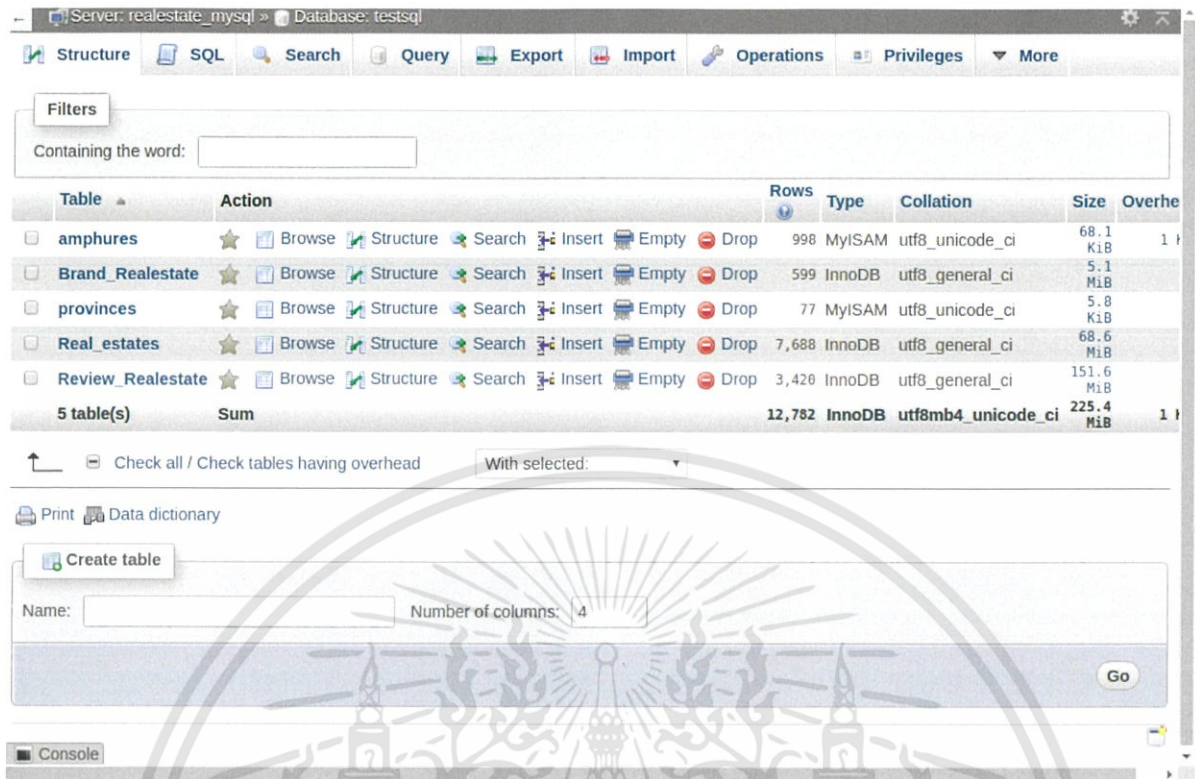 Server: realestate_mysql » Database: testsql
Structure SQL Search Query Export Import Operations Privileges More
Filters
Containing the word:
Table Action Rows Type Collation Size Overhe
amphures Browse Structure Search Insert Empty Drop 998 MyISAM utf8_unicode_ci 68.1 KiB 1
Brand_Realestate Browse Structure Search Insert Empty Drop 599 InnoDB utf8_general_ci 5.1 MiB
provinces Browse Structure Search Insert Empty Drop 77 MyISAM utf8_unicode_ci 5.8 KiB
Real_estates Browse Structure Search Insert Empty Drop 7,688 InnoDB utf8_general_ci 68.6 MiB
Review_Realestate Browse Structure Search Insert Empty Drop 3,420 InnoDB utf8_general_ci 151.6 MiB
5 table(s) Sum 12,782 InnoDB utf8mb4_unicode_ci 225.4 MiB 1
Check all / Check tables having overhead With selected:
Print Data dictionary
Create table
Name: Number of columns: 4
Go
Console